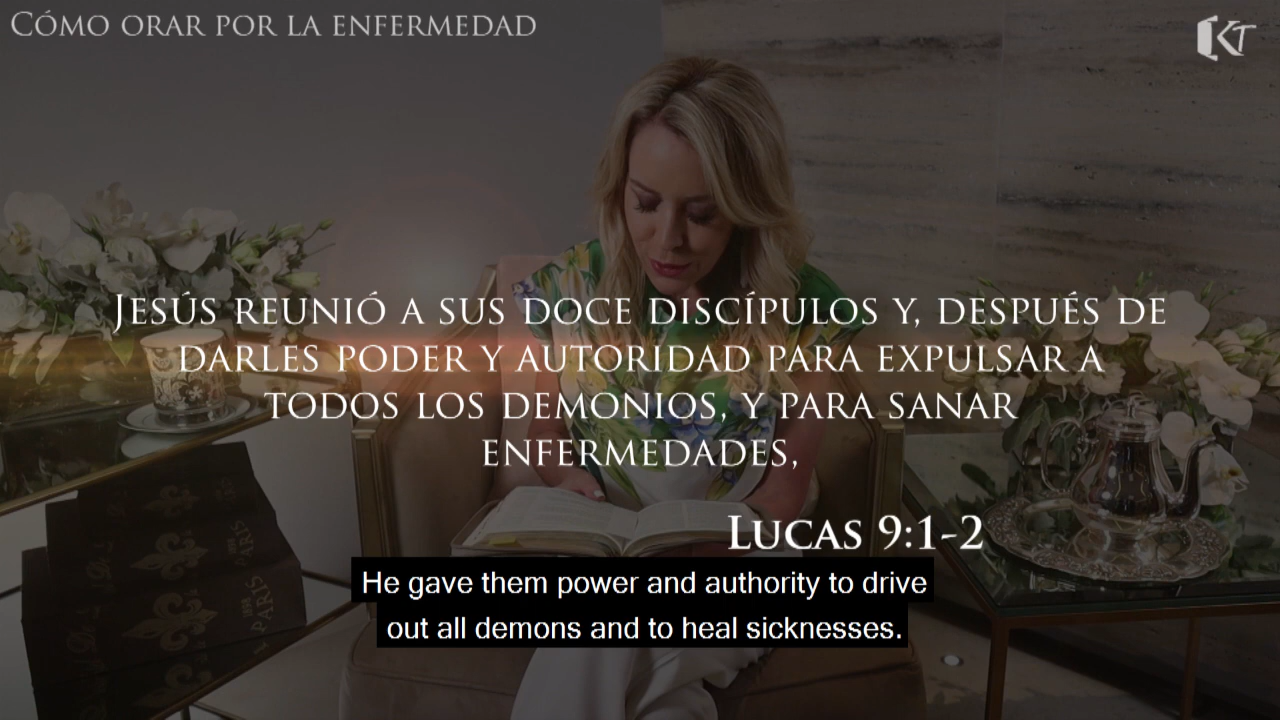 Cómo orar por la enfermedad
KT
Jesús reunió a sus doce discípulos y, después de
darles poder y autoridad para expulsar a
todos los demonios, y para sanar
enfermedades,
Lucas 9:1-2
He gave them power and authority to drive
out all demons and to heal sicknesses.
PARIS
PARIS